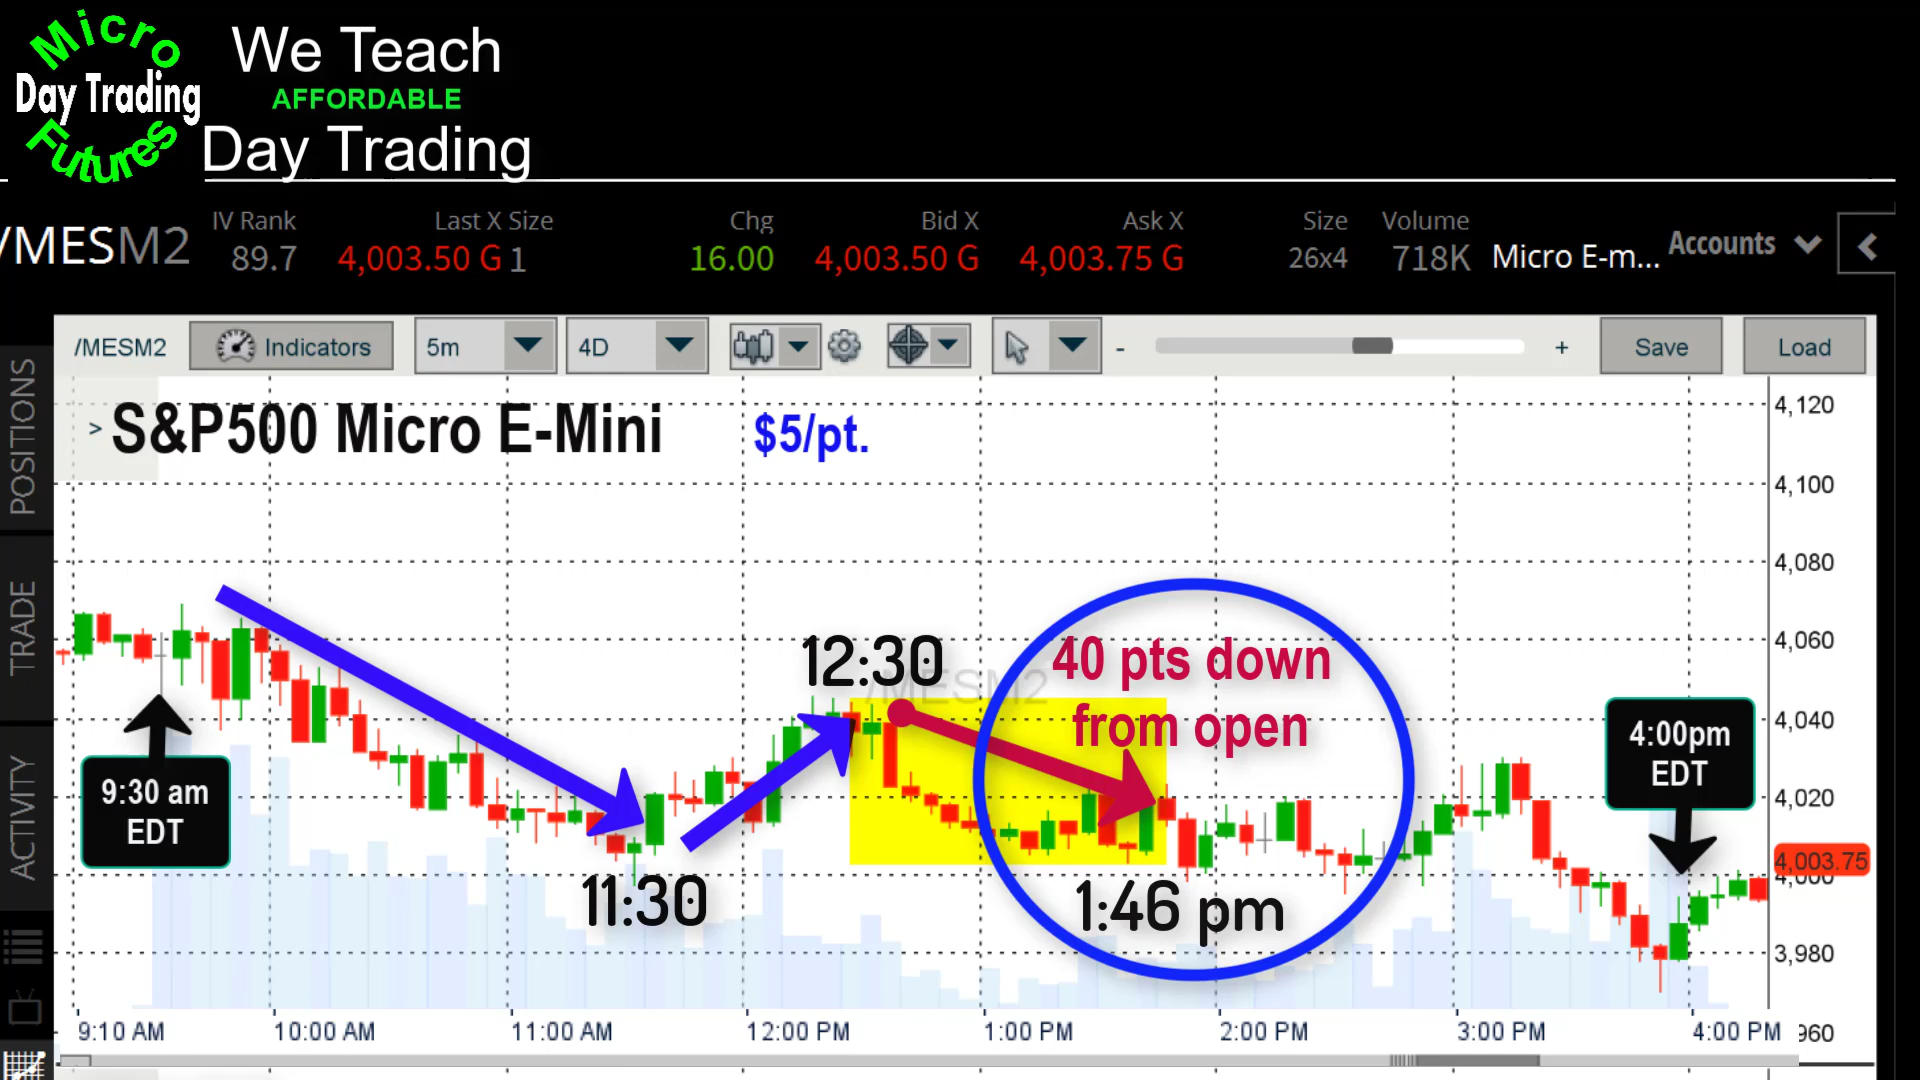 Micro
Day Trading
Futures
We Teach
AFFORDABLE
Day Trading
/MESM2
IV Rank
89.7
Last X Size
4,003.50 G 1
Chg
16.00
Bid X
4,003.50 G
Ask X
4,003.75 G
Size
26x4
Volume
718K
Micro E-m...
Accounts
/MESM2
Indicators
5m
4D
-
+
Save
Load
POSITIONS
TRADE
ACTIVITY
> S&P500 Micro E-Mini
$5/pt.
/MESM2
12:30
40 pts down
from open
9:30 am
EDT
11:30
1:46 pm
4:00pm
EDT
4,120
4,100
4,080
4,060
4,040
4,020
4,003.75
4,000
3,980
960
9:10 AM
10:00 AM
11:00 AM
12:00 PM
1:00 PM
2:00 PM
3:00 PM
4:00 PM